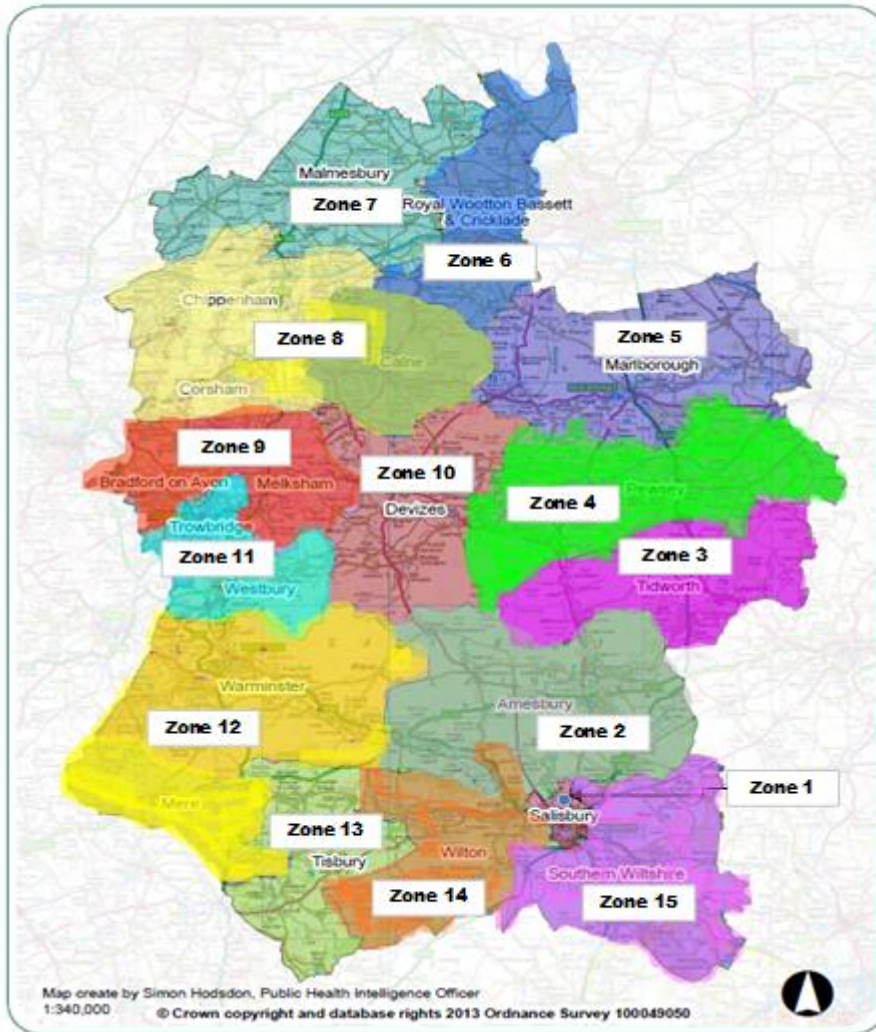 Malmesbury
Zone 7
Royal Wootton Bassett
& Cricklade
Zone 6
Chippenham
Zone 8
Calne
Zone 5
Marlborough
Corsham
Zone 9
Bradford on Avon
Melksham
Zone 10
Devizes
Zone 4
Pewsey
Trowbridge
Zone 11
Westbury
Zone 3
Tidworth
Warminster
Zone 12
Amesbury
Zone 2
Mere
Zone 1
Salisbury
Zone 13
Tisbury
Wilton
Zone 14
Southern Wiltshire
Zone 15
Map create by Simon Hodsdon, Public Health Intelligence Officer
1:340,000
© Crown copyright and database rights 2013 Ordnance Survey 100049050